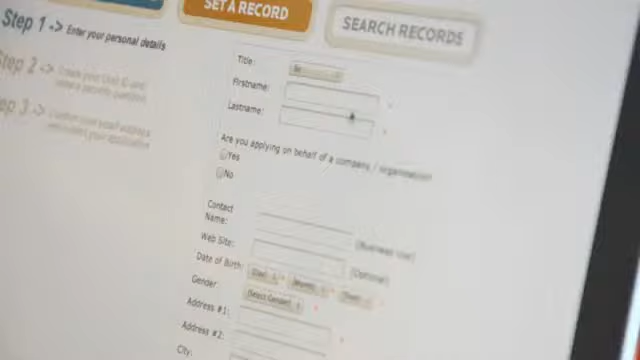 SET A RECORD
SEARCH RECORDS
Step 1 -> Enter your personal details
Step 2 ->
Step 3 ->
Title:
Firstname:
Lastname:
Are you applying on behalf of a company / organisation?
Yes
No
Contact
Name:
(Business Use)
Web Site:
(Optional)
Date of Birth:
Gender:
(Select Gender)
Address #1:
Address #2:
City: